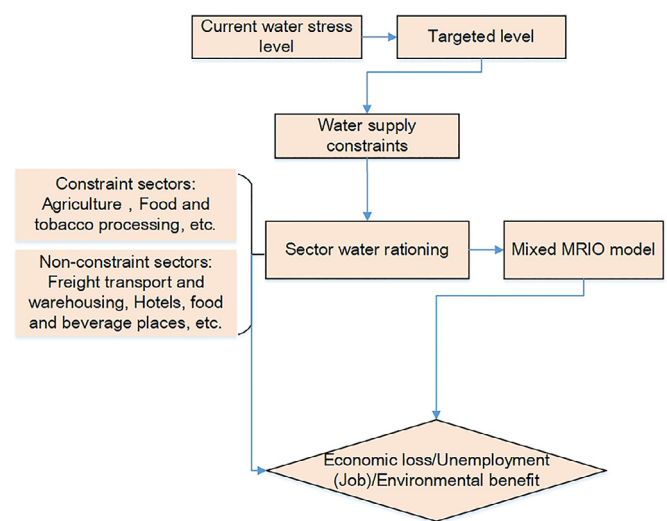 Current water stress
level
Targeted level
Water supply
constraints
Constraint sectors:
Agriculture , Food and
tobacco processing, etc.
Sector water rationing
Mixed MRIO model
Non-constraint sectors:
Freight transport and
warehousing, Hotels, food
and beverage places, etc.
Economic loss/Unemployment
(Job)/Environmental benefit